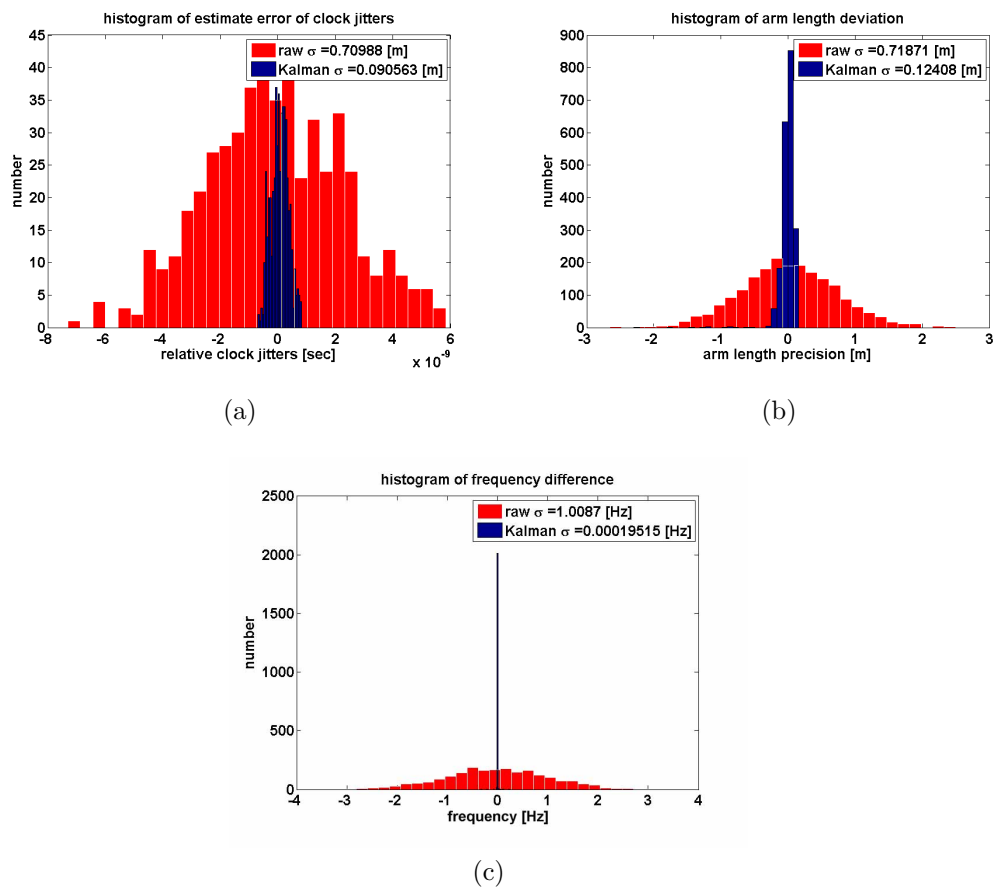 histogram of estimate error of clock jitters
45
40
35
30
25
20
15
10
5
0
number
raw σ =0.70988 [m]
Kalman σ =0.090563 [m]
-8
-6
-4
-2
0
2
4
6
relative clock jitters [sec]
x 10^-9
(a)
histogram of arm length deviation
900
800
700
600
500
400
300
200
100
0
number
raw σ =0.71871 [m]
Kalman σ =0.12408 [m]
-3
-2
-1
0
1
2
3
arm length precision [m]
(b)
histogram of frequency difference
2500
2000
1500
1000
500
0
number
raw σ =1.0087 [Hz]
Kalman σ =0.00019515 [Hz]
-4
-3
-2
-1
0
1
2
3
4
frequency [Hz]
(c)